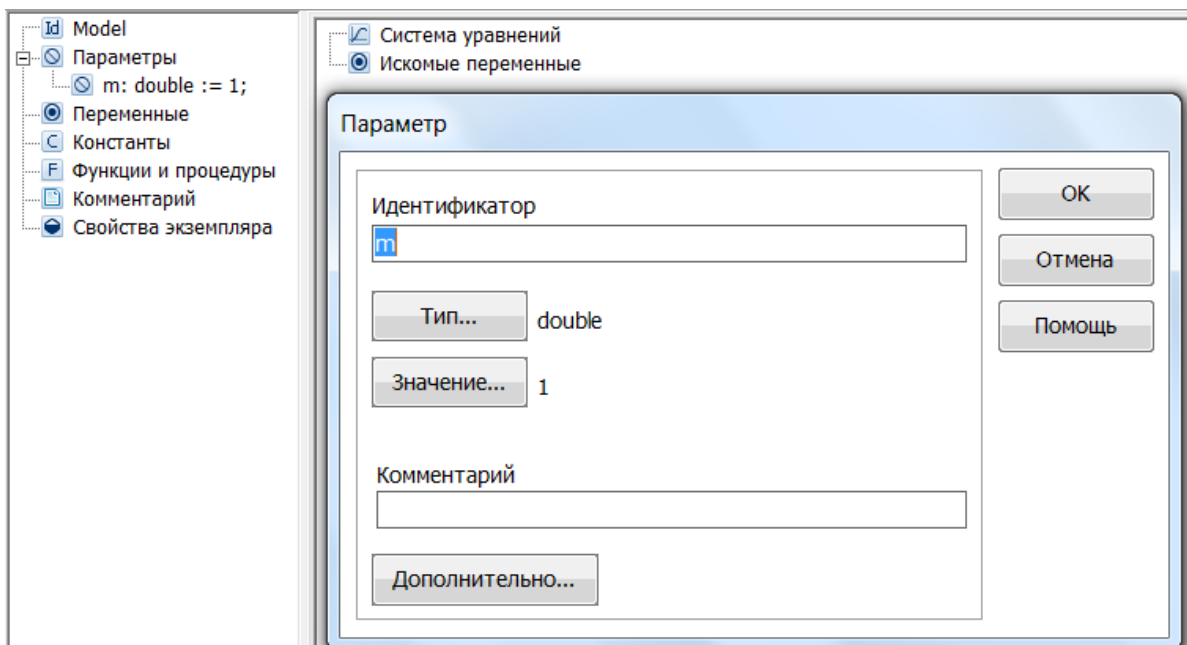 Id Model
Параметры
m: double := 1;
Переменные
C Константы
F Функции и процедуры
Комментарий
Свойства экземпляра
Система уравнений
Искомые переменные
Параметр
Идентификатор
m
Тип... double
Значение... 1
Комментарий
Дополнительно...
OK
Отмена
Помощь